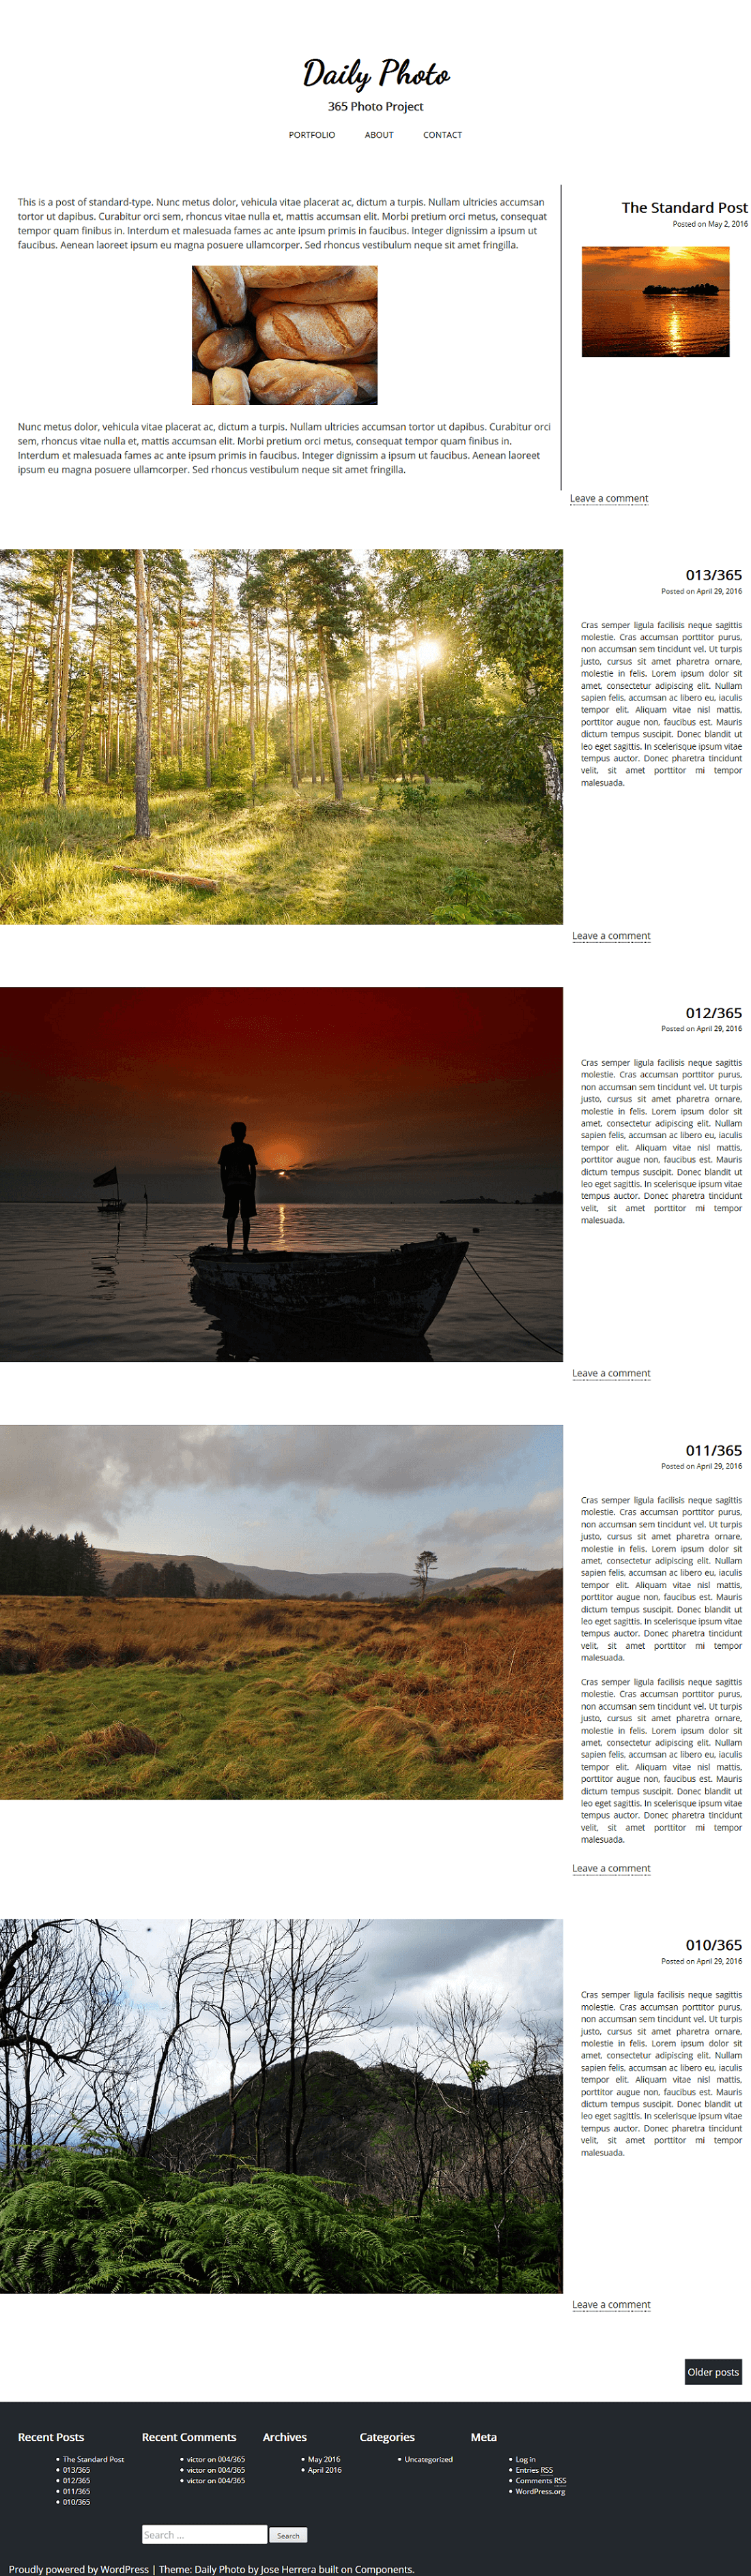 Daily Photo
365 Photo Project
PORTFOLIO ABOUT CONTACT
This is a post of standard-type. Nunc metus dolor, vehicula vitae placerat ac, dictum a turpis. Nullam ultricies accumsan
tortor ut dapibus. Curabitur orci sem, rhoncus vitae nulla et, mattis accumsan elit. Morbi pretium orci metus, consequat
tempor quam finibus in. Interdum et malesuada fames ac ante ipsum primis in faucibus. Integer dignissim a ipsum ut
faucibus. Aenean laoreet ipsum eu magna posuere ullamcorper. Sed rhoncus vestibulum neque sit amet fringilla.
Nunc metus dolor, vehicula vitae placerat ac, dictum a turpis. Nullam ultricies accumsan tortor ut dapibus. Curabitur orci
sem, rhoncus vitae nulla et, mattis accumsan elit. Morbi pretium orci metus, consequat tempor quam finibus in.
Interdum et malesuada fames ac ante ipsum primis in faucibus. Integer dignissim a ipsum ut faucibus. Aenean laoreet
ipsum eu magna posuere ullamcorper. Sed rhoncus vestibulum neque sit amet fringilla.
The Standard Post
Posted on May 2, 2016
Leave a comment
013/365
Posted on April 29, 2016
Cras semper ligula facilisis neque sagittis
molestie. Cras accumsan porttitor purus,
non accumsan sem tincidunt vel. Ut turpis
justo, cursus sit amet pharetra ornare,
molestie in felis. Lorem ipsum dolor sit
amet, consectetur adipiscing elit. Nullam
sapien felis, accumsan ac libero eu, iaculis
tempor elit. Aliquam vitae nisl mattis,
porttitor augue non, faucibus est. Mauris
dictum tempus suscipit. Donec blandit ut
leo eget sagittis. In scelerisque ipsum vitae
tempus auctor. Donec pharetra tincidunt
velit, sit amet porttitor mi tempor
malesuada.
Leave a comment
012/365
Posted on April 29, 2016
Cras semper ligula facilisis neque sagittis
molestie. Cras accumsan porttitor purus,
non accumsan sem tincidunt vel. Ut turpis
justo, cursus sit amet pharetra ornare,
molestie in felis. Lorem ipsum dolor sit
amet, consectetur adipiscing elit. Nullam
sapien felis, accumsan ac libero eu, iaculis
tempor elit. Aliquam vitae nisl mattis,
porttitor augue non, faucibus est. Mauris
dictum tempus suscipit. Donec blandit ut
leo eget sagittis. In scelerisque ipsum vitae
tempus auctor. Donec pharetra tincidunt
velit, sit amet porttitor mi tempor
malesuada.
Leave a comment
011/365
Posted on April 29, 2016
Cras semper ligula facilisis neque sagittis
molestie. Cras accumsan porttitor purus,
non accumsan sem tincidunt vel. Ut turpis
justo, cursus sit amet pharetra ornare,
molestie in felis. Lorem ipsum dolor sit
amet, consectetur adipiscing elit. Nullam
sapien felis, accumsan ac libero eu, iaculis
tempor elit. Aliquam vitae nisl mattis,
porttitor augue non, faucibus est. Mauris
dictum tempus suscipit. Donec blandit ut
leo eget sagittis. In scelerisque ipsum vitae
tempus auctor. Donec pharetra tincidunt
velit, sit amet porttitor mi tempor
malesuada.
Cras semper ligula facilisis neque sagittis
molestie. Cras accumsan porttitor purus,
non accumsan sem tincidunt vel. Ut turpis
justo, cursus sit amet pharetra ornare,
molestie in felis. Lorem ipsum dolor sit
amet, consectetur adipiscing elit. Nullam
sapien felis, accumsan ac libero eu, iaculis
tempor elit. Aliquam vitae nisl mattis,
porttitor augue non, faucibus est. Mauris
dictum tempus suscipit. Donec blandit ut
leo eget sagittis. In scelerisque ipsum vitae
tempus auctor. Donec pharetra tincidunt
velit, sit amet porttitor mi tempor
malesuada.
Leave a comment
010/365
Posted on April 29, 2016
Cras semper ligula facilisis neque sagittis
molestie. Cras accumsan porttitor purus,
non accumsan sem tincidunt vel. Ut turpis
justo, cursus sit amet pharetra ornare,
molestie in felis. Lorem ipsum dolor sit
amet, consectetur adipiscing elit. Nullam
sapien felis, accumsan ac libero eu, iaculis
tempor elit. Aliquam vitae nisl mattis,
porttitor augue non, faucibus est. Mauris
dictum tempus suscipit. Donec blandit ut
leo eget sagittis. In scelerisque ipsum vitae
tempus auctor. Donec pharetra tincidunt
velit, sit amet porttitor mi tempor
malesuada.
Leave a comment
Older posts
Recent Posts
The Standard Post
013/365
012/365
011/365
010/365
Recent Comments
victor on 004/365
victor on 004/365
victor on 004/365
Archives
May 2016
April 2016
Categories
Uncategorized
Meta
Log in
Entries RSS
Comments RSS
WordPress.org
Search ... Search
Proudly powered by WordPress | Theme: Daily Photo by Jose Herrera built on Components.